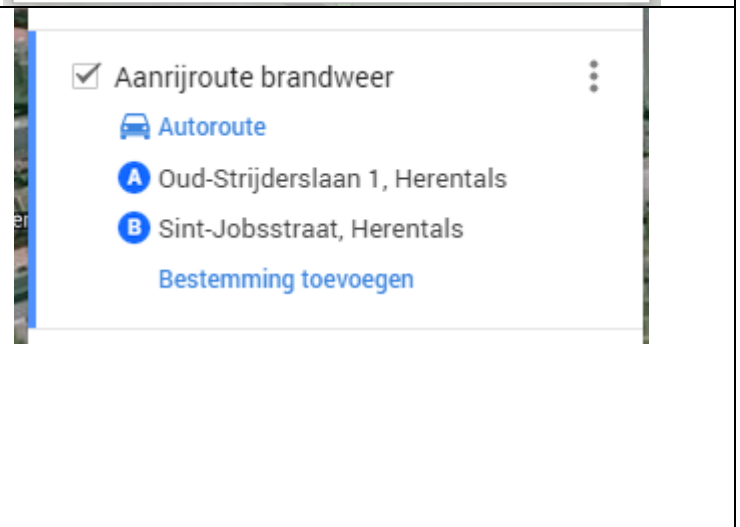 Aanrijroute brandweer
Autoroute
A Oud-Strijderslaan 1, Herentals
B Sint-Jobsstraat, Herentals
Bestemming toevoegen